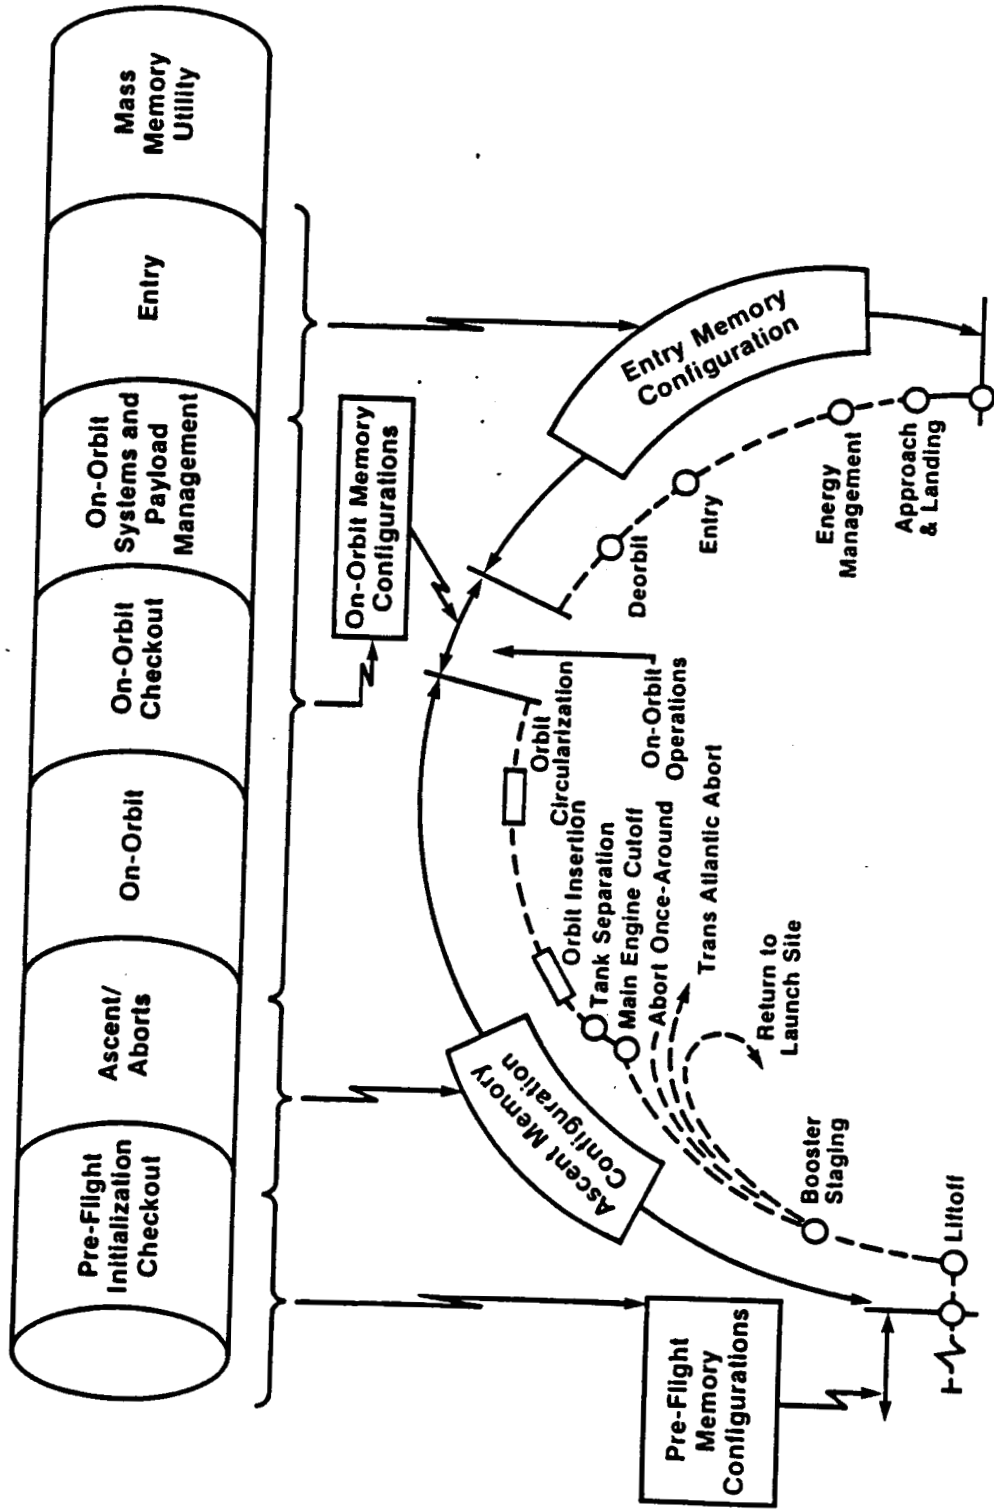 Pre-Flight
Initialization
Checkout
Ascent/
Aborts
On-Orbit
On-Orbit
Checkout
On-Orbit
Systems and
Payload
Management
Entry
Mass
Memory
Utility
Pre-Flight
Memory
Configurations
Ascent Memory
Configuration
On-Orbit Memory
Configurations
Entry Memory
Configuration
Liftoff
Booster
Staging
Return to
Launch Site
Trans Atlantic Abort
Abort Once-Around
Main Engine Cutoff
Tank Separation
Orbit Insertion
Orbit
Circularization
On-Orbit
Operations
Deorbit
Entry
Energy
Management
Approach
& Landing